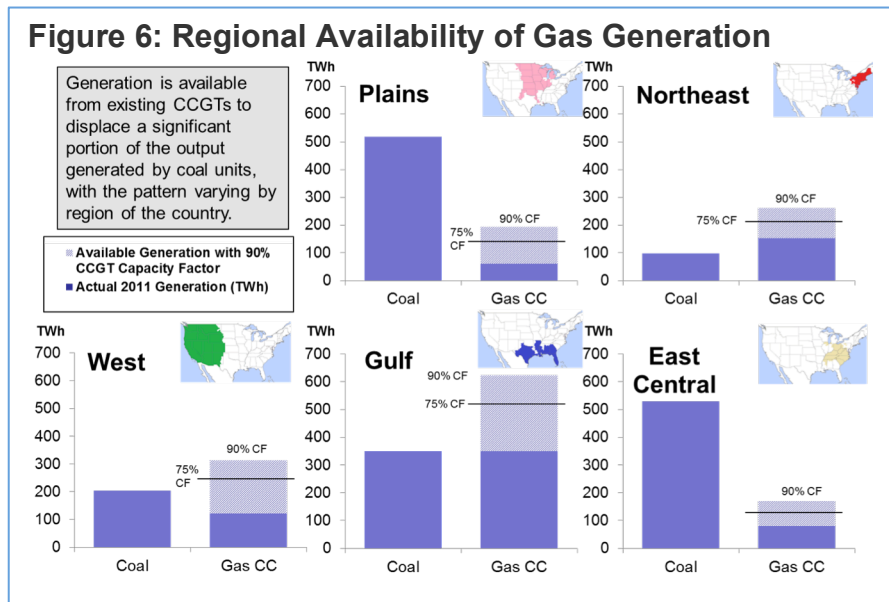 Figure 6: Regional Availability of Gas Generation
Generation is available
from existing CCGTs to
displace a significant
portion of the output
generated by coal units,
with the pattern varying by
region of the country.
Available Generation with 90%
CCGT Capacity Factor
Actual 2011 Generation (TWh)
TWh
Plains
700
600
500
400
300
200
100
0
90% CF
75%
CF
Coal
Gas CC
TWh
Northeast
700
600
500
400
300
200
100
0
90% CF
75% CF
Coal
Gas CC
TWh
West
700
600
500
400
300
200
100
0
90% CF
75%
CF
Coal
Gas CC
TWh
Gulf
700
600
500
400
300
200
100
0
90% CF
75% CF
Coal
Gas CC
TWh
East
Central
700
600
500
400
300
200
100
0
90% CF
Coal
Gas CC